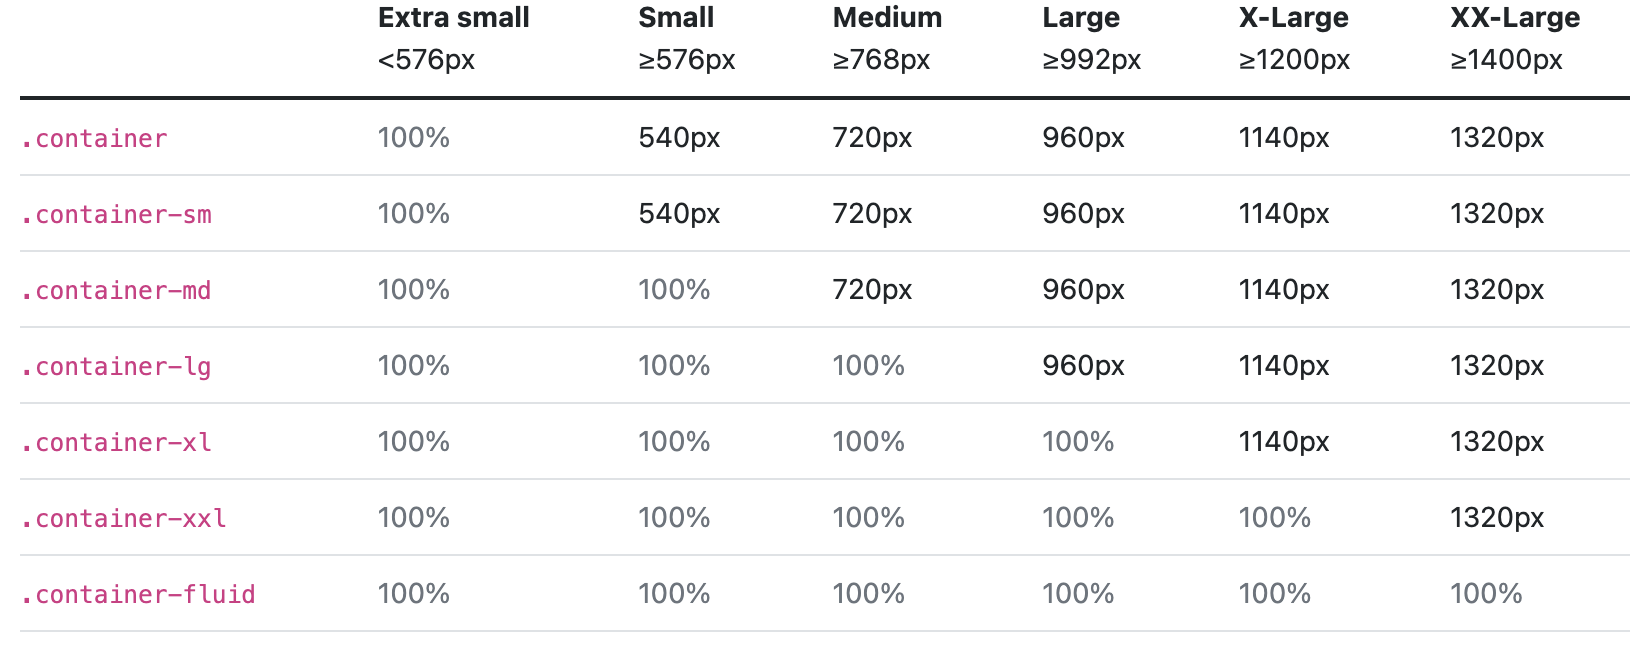 Extra small Small Medium Large X-Large XX-Large
<576px ≥576px ≥768px ≥992px ≥1200px ≥1400px
.container 100% 540px 720px 960px 1140px 1320px
.container-sm 100% 540px 720px 960px 1140px 1320px
.container-md 100% 100% 720px 960px 1140px 1320px
.container-lg 100% 100% 100% 960px 1140px 1320px
.container-xl 100% 100% 100% 100% 1140px 1320px
.container-xxl 100% 100% 100% 100% 100% 1320px
.container-fluid 100% 100% 100% 100% 100% 100%